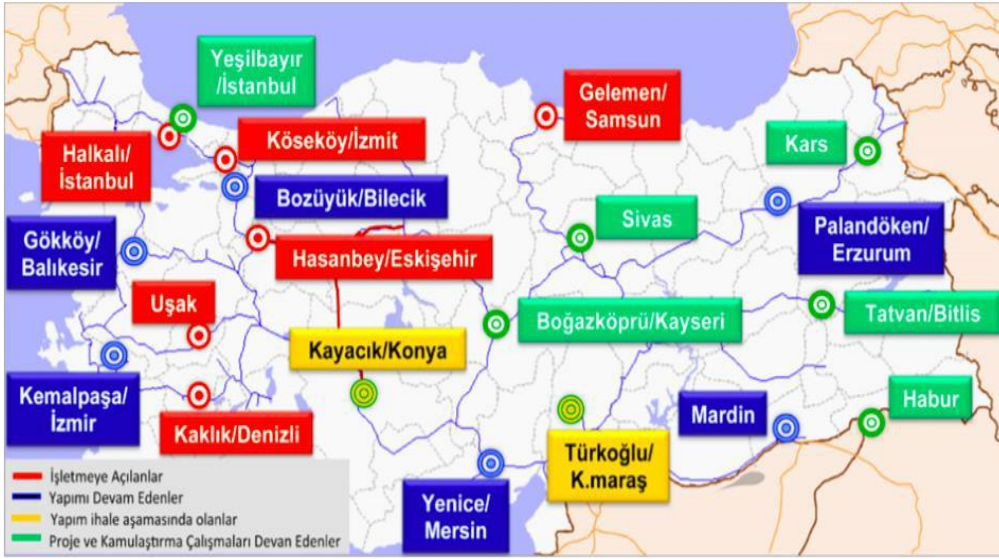 Yeşilbayır
/İstanbul
Gelemen/
Samsun
Halkalı/
İstanbul
Köseköy/İzmit
Kars
Bozüyük/Bilecik
Sivas
Palandöken/
Erzurum
Gökköy/
Balıkesir
Hasanbey/Eskişehir
Uşak
Boğazköprü/Kayseri
Tatvan/Bitlis
Kayacık/Konya
Kemalpaşa/
İzmir
Kaklık/Denizli
Mardin
Habur
Türkoğlu/
K.maraş
Yenice/
Mersin
İşletmeye Açılanlar
Yapımı Devam Edenler
Yapım ihale aşamasında olanlar
Proje ve Kamulaştırma Çalışmaları Devam Edenler